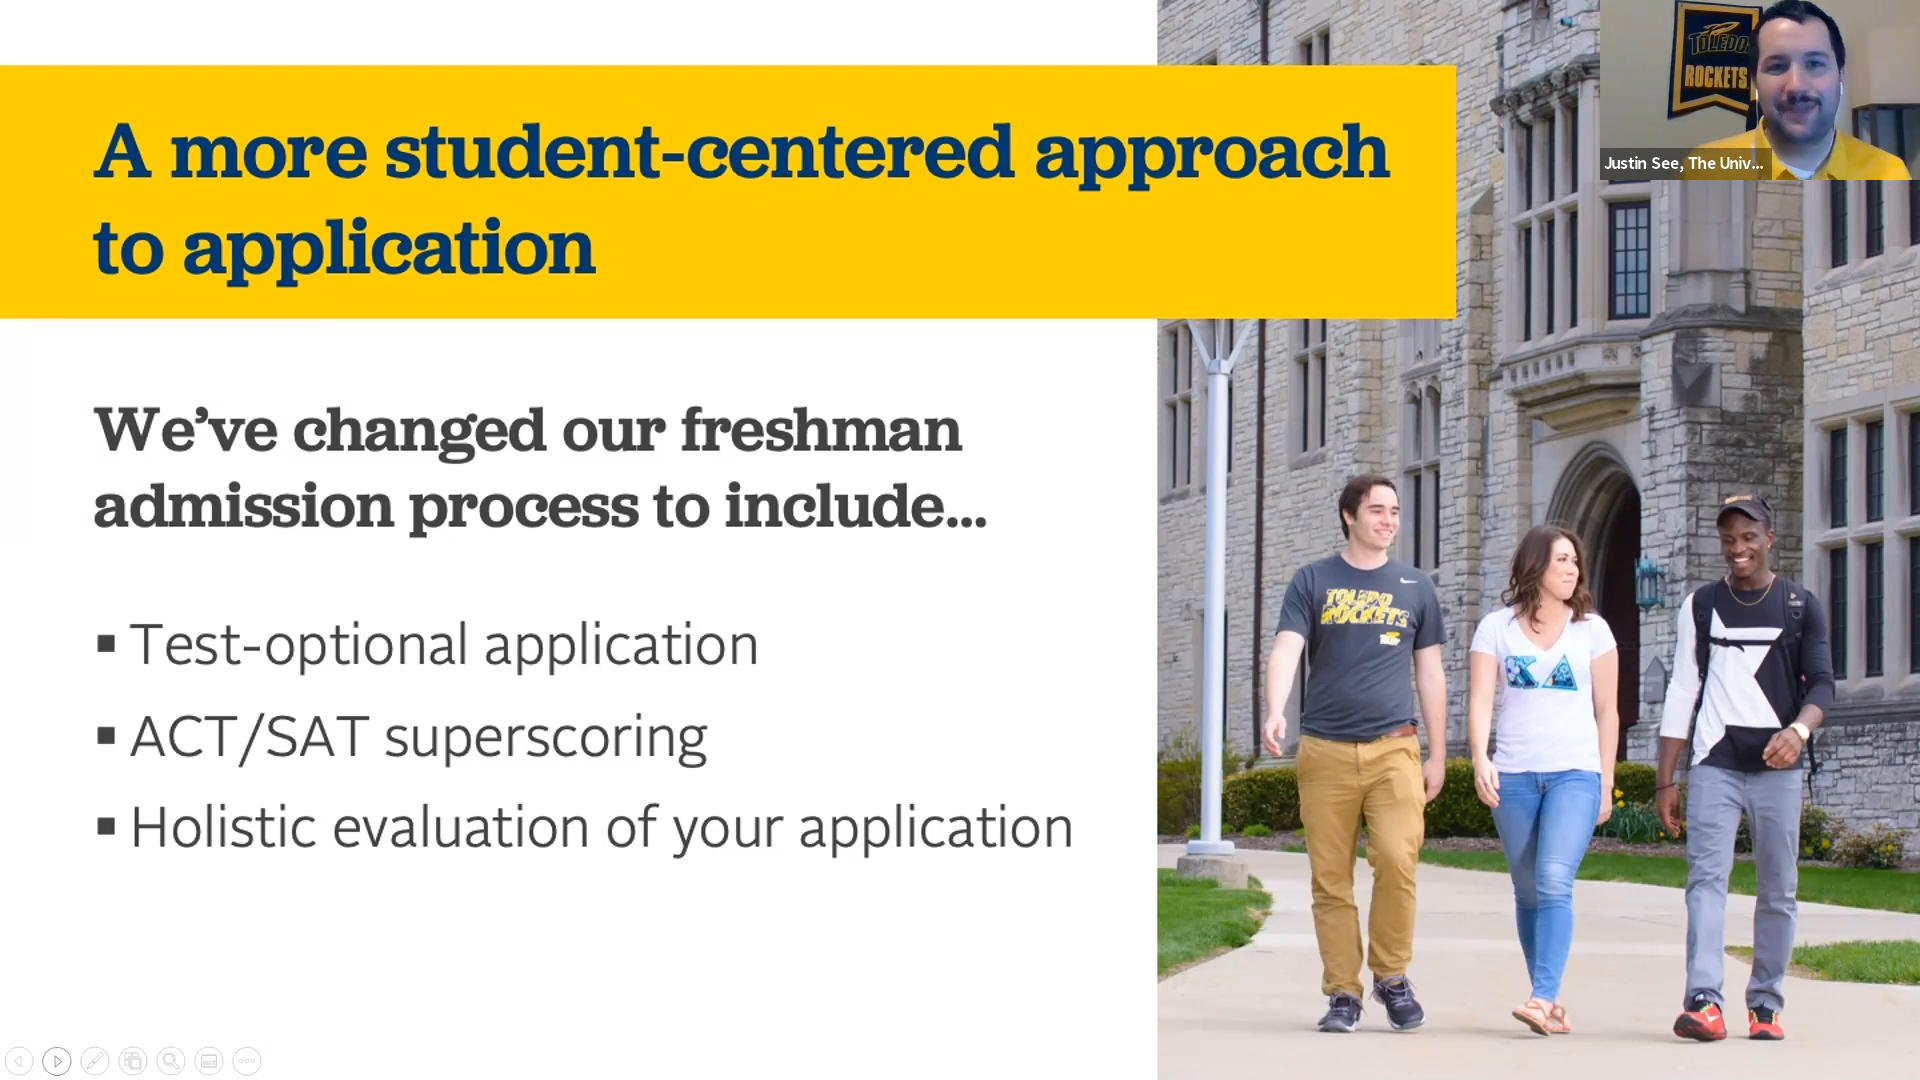 A more student-centered approach
to application
We've changed our freshman
admission process to include...
▪ Test-optional application
▪ ACT/SAT superscoring
▪ Holistic evaluation of your application
TOLEDO
ROCKETS
Justin See, The Univ...
TOLEDO
ROCKETS
ΚΔ